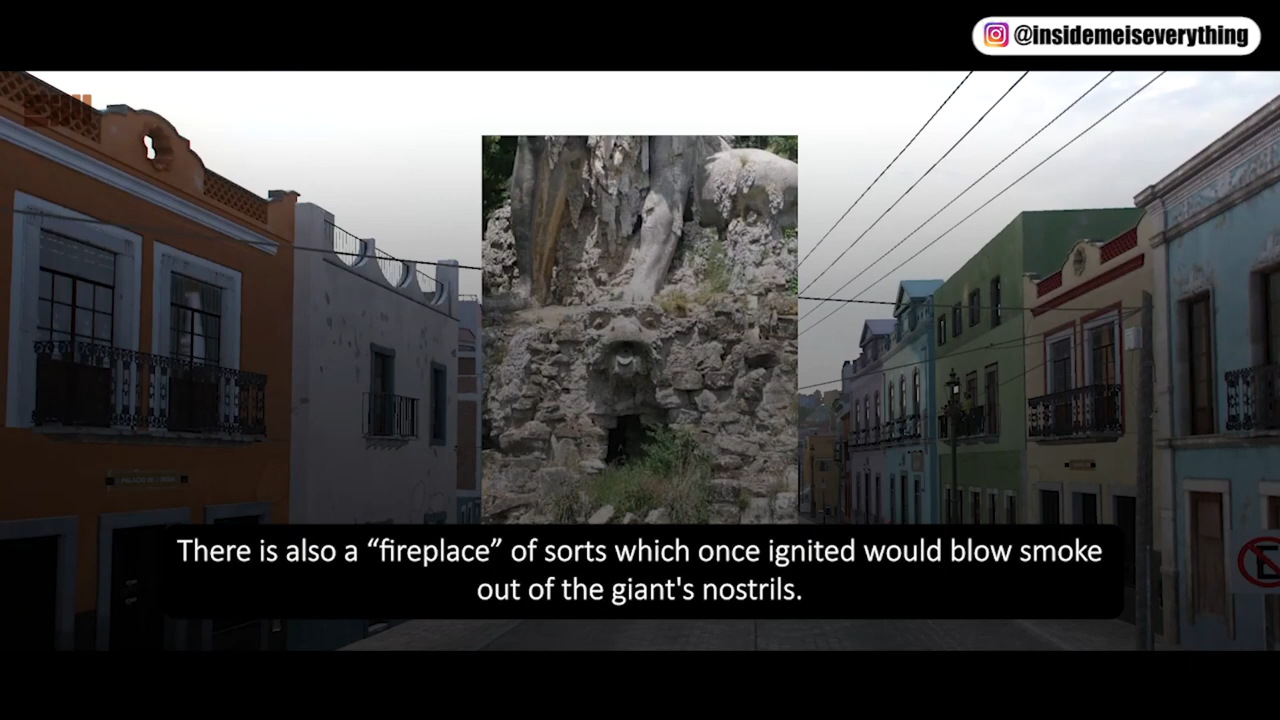 @insidemeiseverything
There is also a “fireplace” of sorts which once ignited would blow smoke
out of the giant's nostrils.